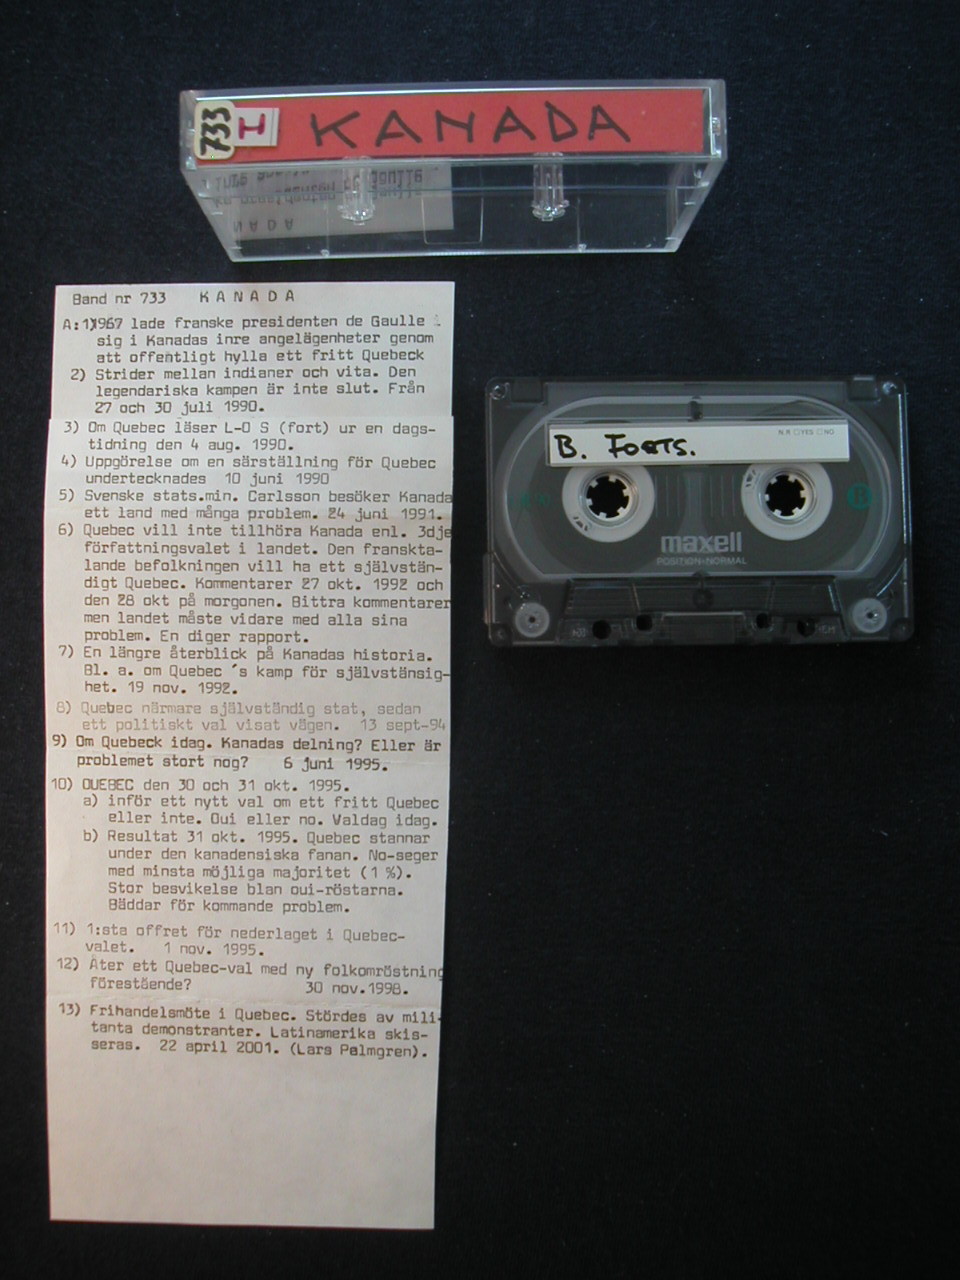 733
I
KANADA
Band nr 733 K A N A D A
A:1)1967 lade franske presidenten de Gaulle
sig i Kanadas inre angelägenheter genom
att offentligt hylla ett fritt Quebeck
2) Strider mellan indianer och vita. Den
legendariska kampen är inte slut. Från
27 och 30 juli 1990.
3) Om Quebec läser L-O S (fort) ur en dags-
tidning den 4 aug. 1990.
4) Uppgörelse om en särställning för Quebec
undertecknades 10 juni 1990
5) Svenske stats.min. Carlsson besöker Kanada
ett land med många problem. 24 juni 1991.
6) Quebec vill inte tillhöra Kanada enl. 3dje
författningsvalet i landet. Den franskta-
lande befolkningen vill ha ett självstän-
digt Quebec. Kommentarer 27 okt. 1992 och
den 28 okt på morgonen. Bittra kommentarer
men landet måste vidare med alla sina
problem. En diger rapport.
7) En längre återblick på Kanadas historia.
Bl. a. om Quebec ´s kamp för självstänsig-
het. 19 nov. 1992.
8) Quebec närmare självständig stat, sedan
ett politiskt val visat vägen. 13 sept-94
9) Om Quebeck idag. Kanadas delning? Eller är
problemet stort nog? 6 juni 1995.
10) QUEBEC den 30 och 31 okt. 1995.
a) inför ett nytt val om ett fritt Quebec
eller inte. Oui eller no. Valdag idag.
b) Resultat 31 okt. 1995. Quebec stannar
under den kanadensiska fanan. No-seger
med minsta möjliga majoritet (1 %).
Stor besvikelse blan oui-röstarna.
Bäddar för kommande problem.
11) 1:sta offret för nederlaget i Quebec-
valet. 1 nov. 1995.
12) Åter ett Quebec-val med ny folkomröstning
förestående? 30 nov.1998.
13) Frihandelsmöte i Quebec. Stördes av mili-
tanta demonstranter. Latinamerika skis-
seras. 22 april 2001. (Lars Palmgren).
B. Forts.
N.R. □YES □NO
B
maxell
POSITION•NORMAL